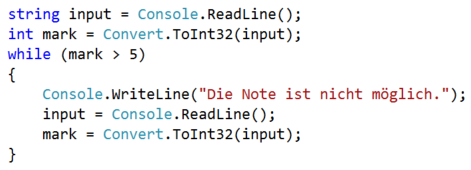 string input = Console.ReadLine();
int mark = Convert.ToInt32(input);
while (mark > 5)
{
    Console.WriteLine("Die Note ist nicht möglich.");
    input = Console.ReadLine();
    mark = Convert.ToInt32(input);
}